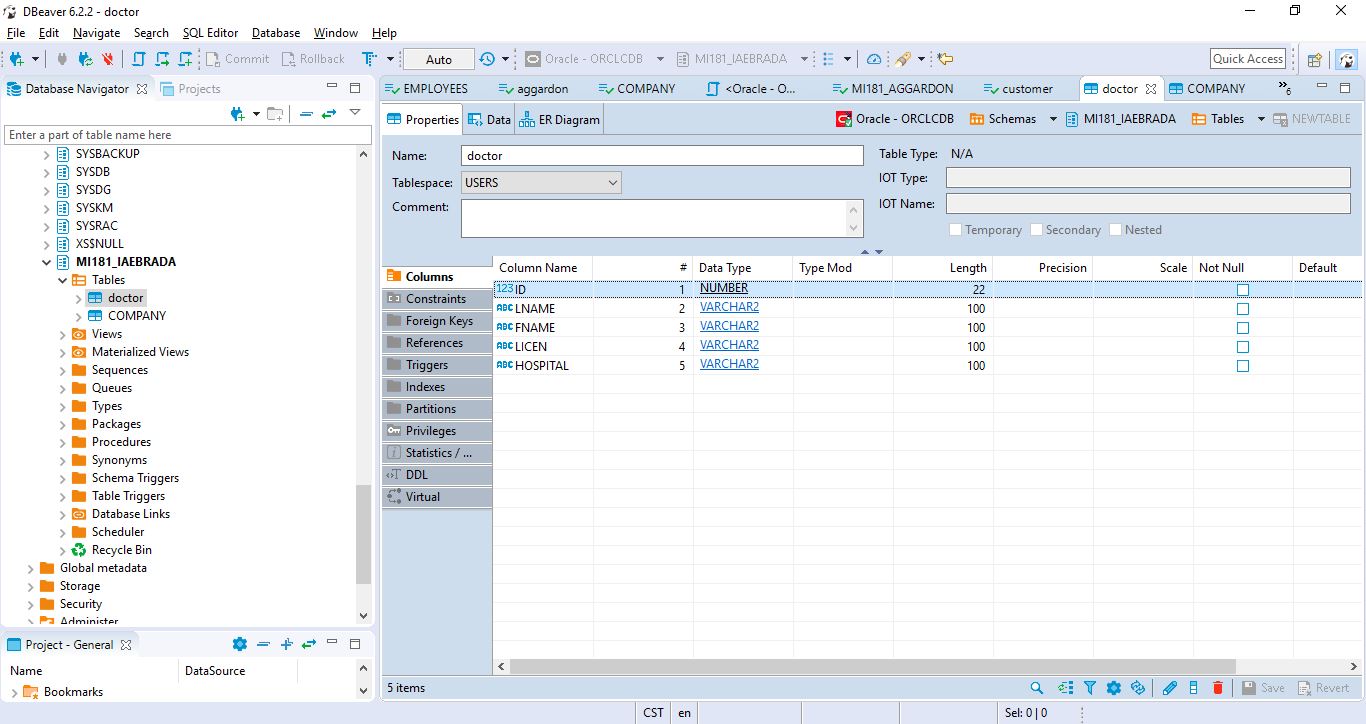 DBeaver 6.2.2 - doctor
File Edit Navigate Search SQL Editor Database Window Help
Commit Rollback Auto Oracle - ORCLCDB MI181_IAEBRADA Quick Access
Database Navigator Projects
Enter a part of table name here
SYSBACKUP
SYSDB
SYSDG
SYSKM
SYSRAC
XS$NULL
MI181_IAEBRADA
Tables
doctor
COMPANY
Views
Materialized Views
Sequences
Queues
Types
Packages
Procedures
Synonyms
Schema Triggers
Table Triggers
Database Links
Scheduler
Recycle Bin
Global metadata
Storage
Security
Administer
Project - General
Name DataSource
Bookmarks
EMPLOYEES aggardon COMPANY <Oracle - O... MI181_AGGARDON customer doctor COMPANY »6
Properties Data ER Diagram Oracle - ORCLCDB Schemas MI181_IAEBRADA Tables NEWTABLE
Name: doctor
Tablespace: USERS
Comment:
Table Type: N/A
IOT Type:
IOT Name:
Temporary Secondary Nested
Columns
Constraints
Foreign Keys
References
Triggers
Indexes
Partitions
Privileges
Statistics / ...
DDL
Virtual
Column Name # Data Type Type Mod Length Precision Scale Not Null Default
123 ID 1 NUMBER 22
ABC LNAME 2 VARCHAR2 100
ABC FNAME 3 VARCHAR2 100
ABC LICEN 4 VARCHAR2 100
ABC HOSPITAL 5 VARCHAR2 100
5 items Save Revert
CST en Sel: 0 | 0